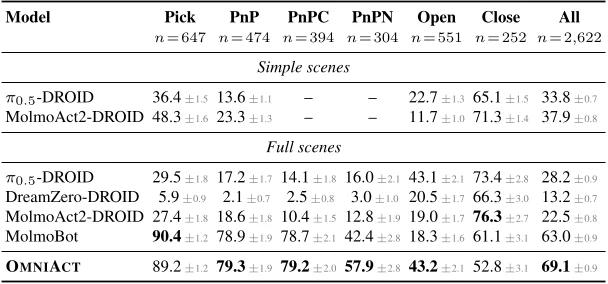 Model Pick PnP PnPC PnPN Open Close All
n = 647 n = 474 n = 394 n = 304 n = 551 n = 252 n = 2,622
Simple scenes
π0.5-DROID 36.4 ±1.5 13.6 ±1.1 – – 22.7 ±1.3 65.1 ±1.5 33.8 ±0.7
MolmoAct2-DROID 48.3 ±1.6 23.3 ±1.3 – – 11.7 ±1.0 71.3 ±1.4 37.9 ±0.8
Full scenes
π0.5-DROID 29.5 ±1.8 17.2 ±1.7 14.1 ±1.8 16.0 ±2.1 43.1 ±2.1 73.4 ±2.8 28.2 ±0.9
DreamZero-DROID 5.9 ±0.9 2.1 ±0.7 2.5 ±0.8 3.0 ±1.0 20.5 ±1.7 66.3 ±3.0 13.2 ±0.7
MolmoAct2-DROID 27.4 ±1.8 18.6 ±1.8 10.4 ±1.5 12.8 ±1.9 19.0 ±1.7 76.3 ±2.7 22.5 ±0.8
MolmoBot 90.4 ±1.2 78.9 ±1.9 78.7 ±2.1 42.4 ±2.8 18.3 ±1.6 61.1 ±3.1 63.0 ±0.9
OMNIACT 89.2 ±1.2 79.3 ±1.9 79.2 ±2.0 57.9 ±2.8 43.2 ±2.1 52.8 ±3.1 69.1 ±0.9